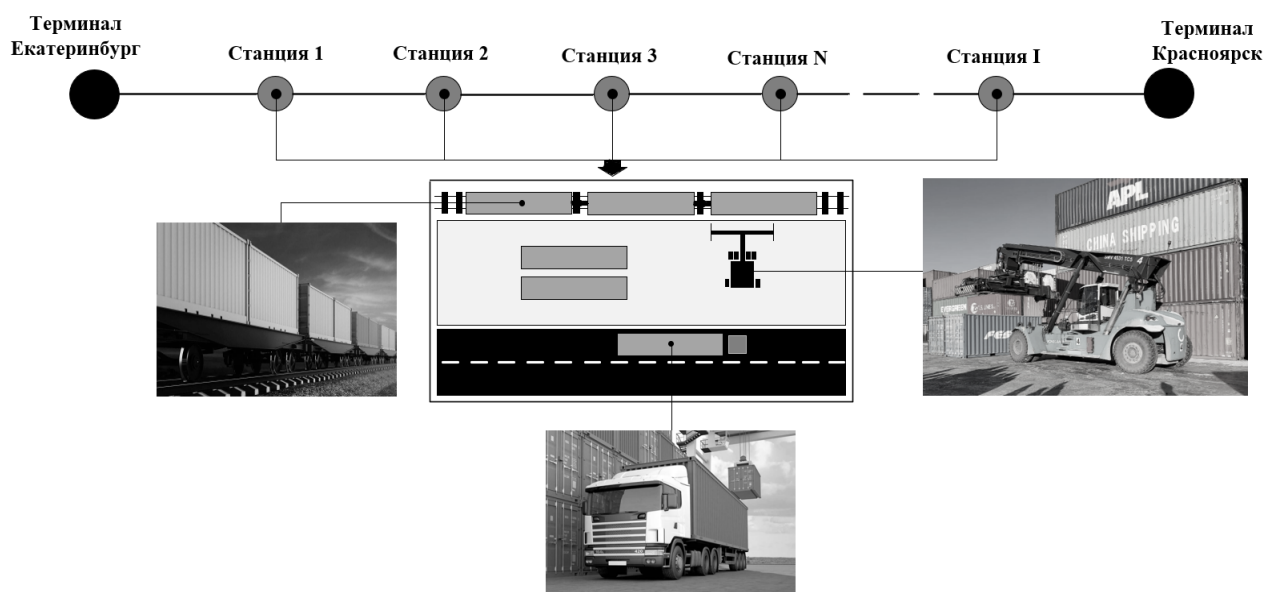 Терминал
Екатеринбург
Станция 1
Станция 2
Станция 3
Станция N
Станция I
Терминал
Красноярск
APL
CHINA SHIPPING